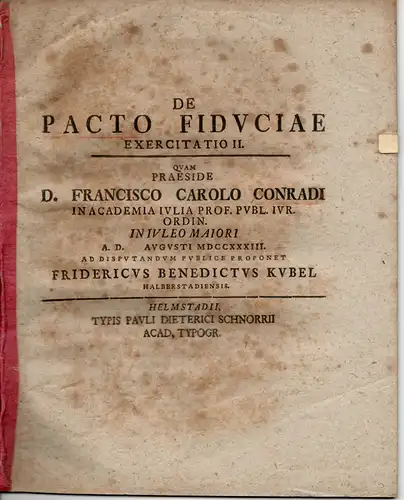 DE
PACTO FIDVCIAE
EXERCITATIO II.
QVAM
PRAESIDE
D. FRANCISCO CAROLO CONRADI
IN ACADEMIA IVLIA PROF. PVBL. IVR.
ORDIN.
IN IVLEO MAIORI
A. D. AVGVSTI MDCCXXXIII.
AD DISPVTANDVM PVBLICE PROPONET
FRIDERICVS BENEDICTVS KVBEL
HALBERSTADIENSIS.
HELMSTADII,
TYPIS PAVLI DIETERICI SCHNORRII
ACAD. TYPOGR.